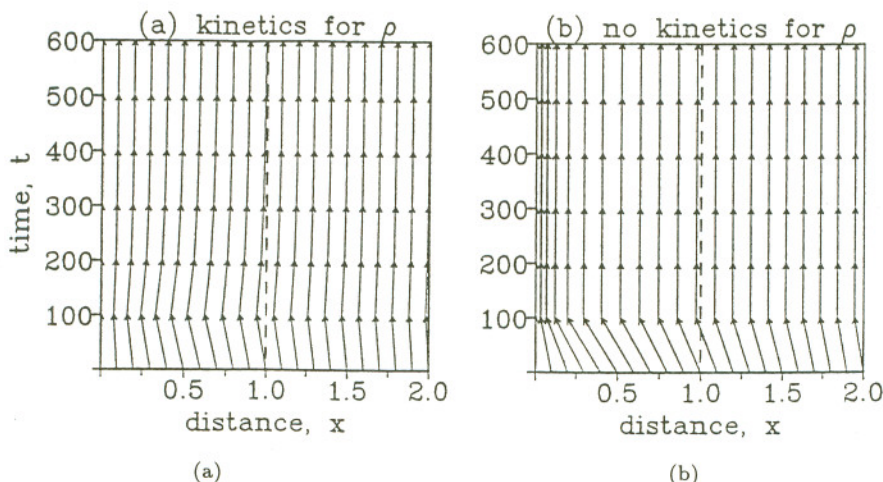 (a) kinetics for ρ
600
500
400
300
200
100
time, t
0.5 1.0 1.5 2.0
distance, x
(a)
(b) no kinetics for ρ
600
500
400
300
200
100
0.5 1.0 1.5 2.0
distance, x
(b)